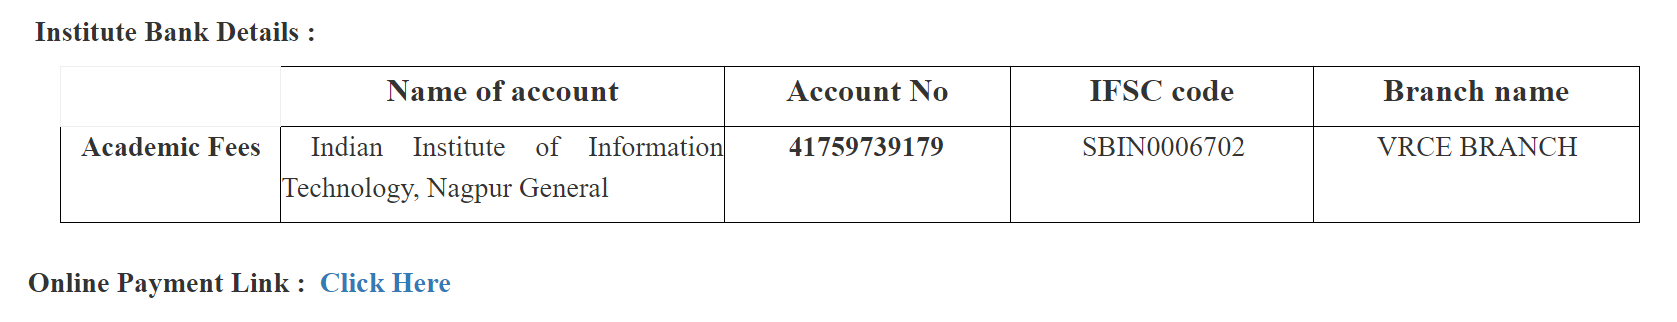 Institute Bank Details :
Name of account Account No IFSC code Branch name
Academic Fees Indian Institute of Information 41759739179 SBIN0006702 VRCE BRANCH
Technology, Nagpur General
Online Payment Link : Click Here